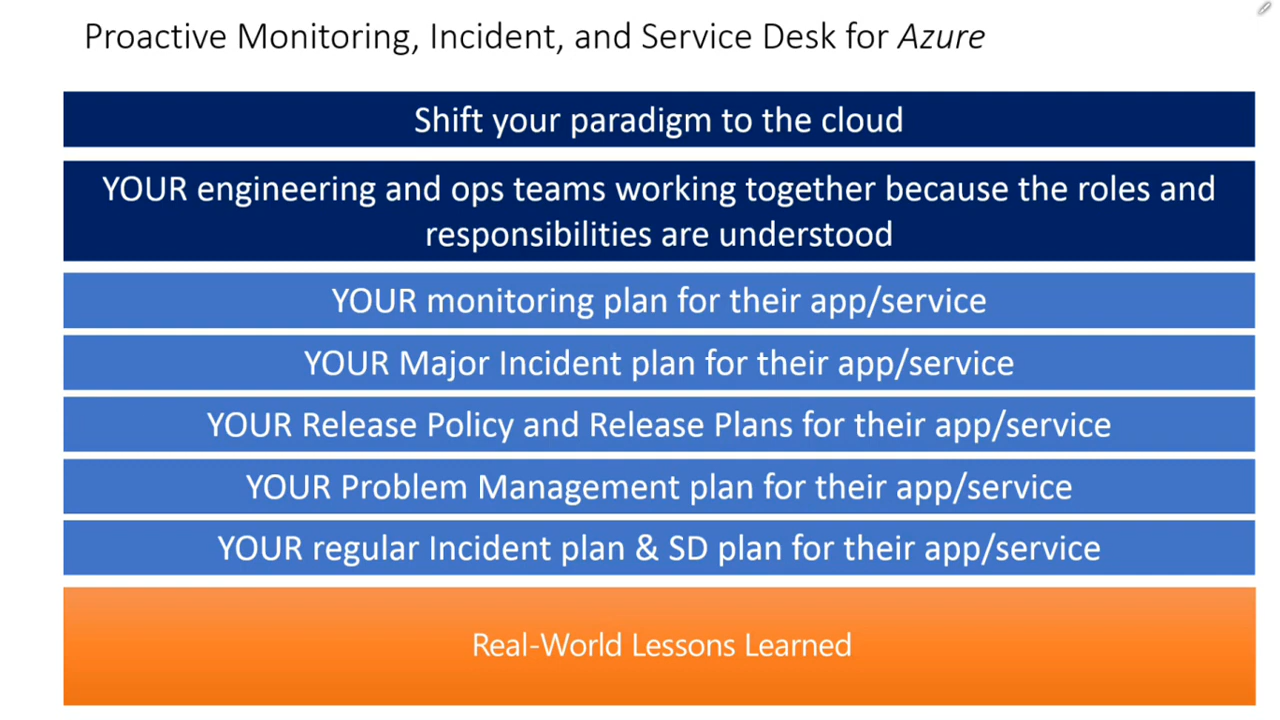 Proactive Monitoring, Incident, and Service Desk for Azure
Shift your paradigm to the cloud
YOUR engineering and ops teams working together because the roles and
responsibilities are understood
YOUR monitoring plan for their app/service
YOUR Major Incident plan for their app/service
YOUR Release Policy and Release Plans for their app/service
YOUR Problem Management plan for their app/service
YOUR regular Incident plan & SD plan for their app/service
Real-World Lessons Learned